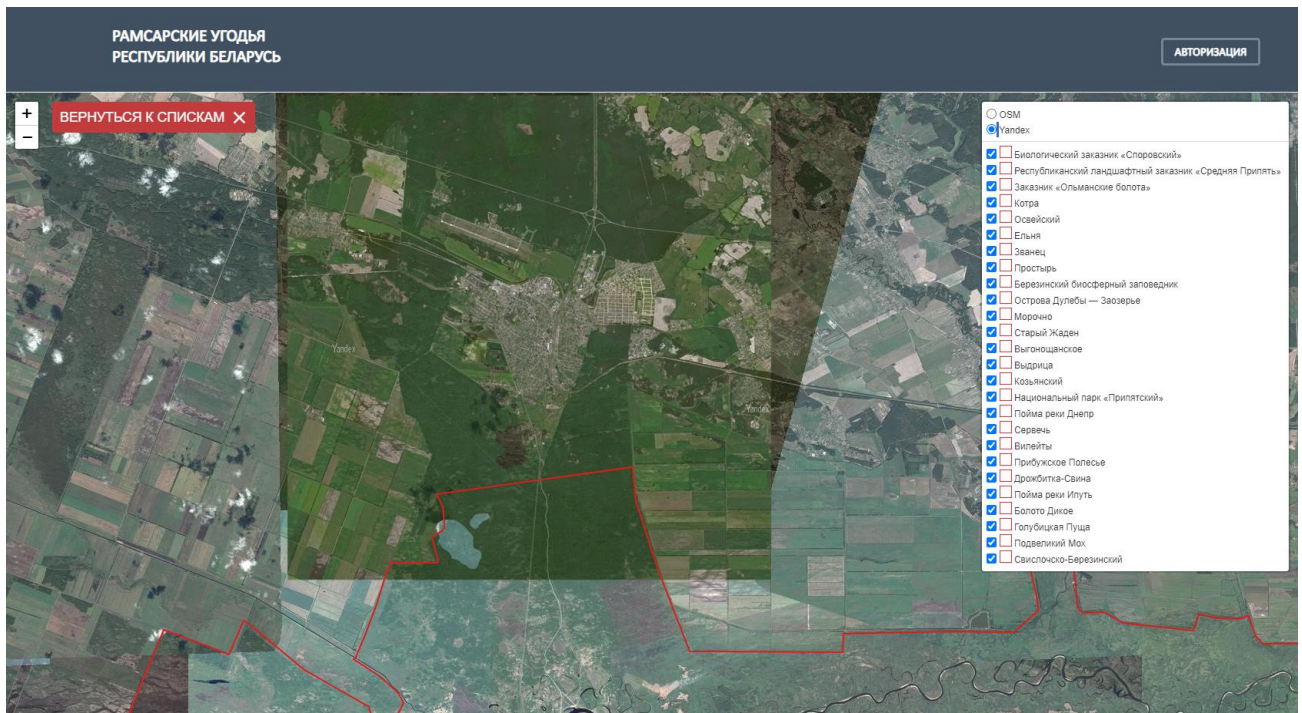 РАМСАРСКИЕ УГОДЬЯ
РЕСПУБЛИКИ БЕЛАРУСЬ
АВТОРИЗАЦИЯ
+
−
ВЕРНУТЬСЯ К СПИСКАМ ✕
OSM
Yandex
Биологический заказник «Споровский»
Республиканский ландшафтный заказник «Средняя Припять»
Заказник «Ольманские болота»
Котра
Освейский
Ельня
Званец
Простырь
Березинский биосферный заповедник
Острова Дулебы — Заозерье
Морочно
Старый Жаден
Выгонощанское
Выдрица
Козьянский
Национальный парк «Припятский»
Пойма реки Днепр
Сервечь
Вилейты
Прибужское Полесье
Дрожбитка-Свина
Пойма реки Ипуть
Болото Дикое
Голубицкая Пуща
Подвеликий Мох
Свислочско-Березинский
Yandex
Yandex